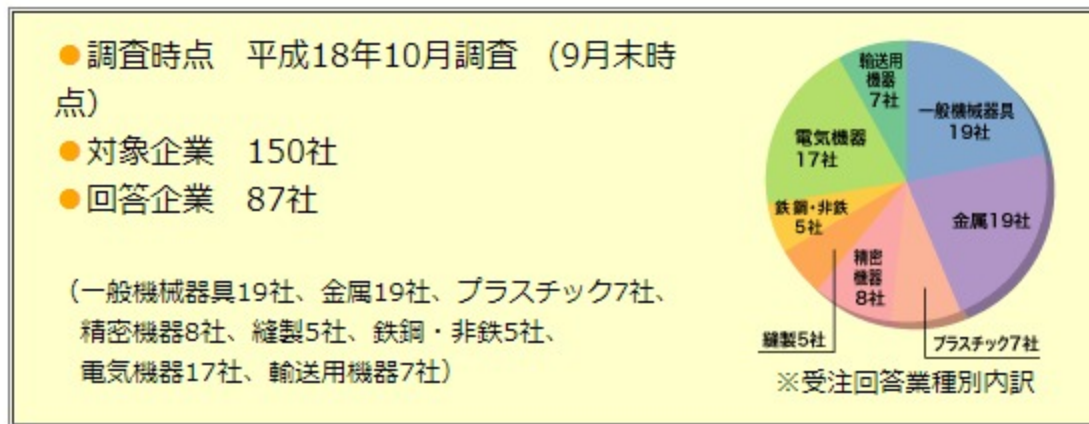 ●調査時点　平成18年10月調査　(9月末時
点)
●対象企業　150社
●回答企業　87社
（一般機械器具19社、金属19社、プラスチック7社、
精密機器8社、縫製5社、鉄鋼・非鉄5社、
電気機器17社、輸送用機器7社）
輸送用
機器
7社
一般機械器具
19社
電気機器
17社
鉄鋼・非鉄
5社
金属19社
精密
機器
8社
縫製5社
プラスチック7社
※受注回答業種別内訳